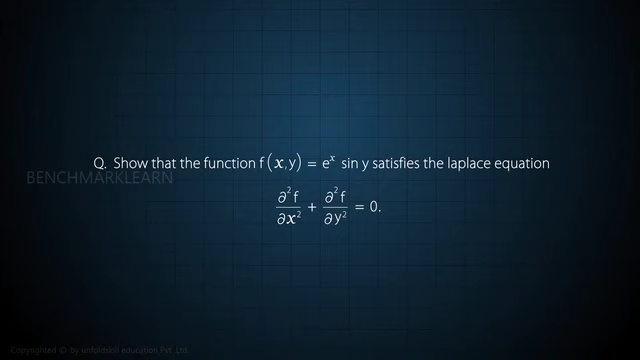 Q. Show that the function f (x,y) = eˣ sin y satisfies the laplace equation
BENCHMARKLEARN
∂²f/∂x² + ∂²f/∂y² = 0.
Copyrighted © by unfoldskill education Pvt.Ltd.